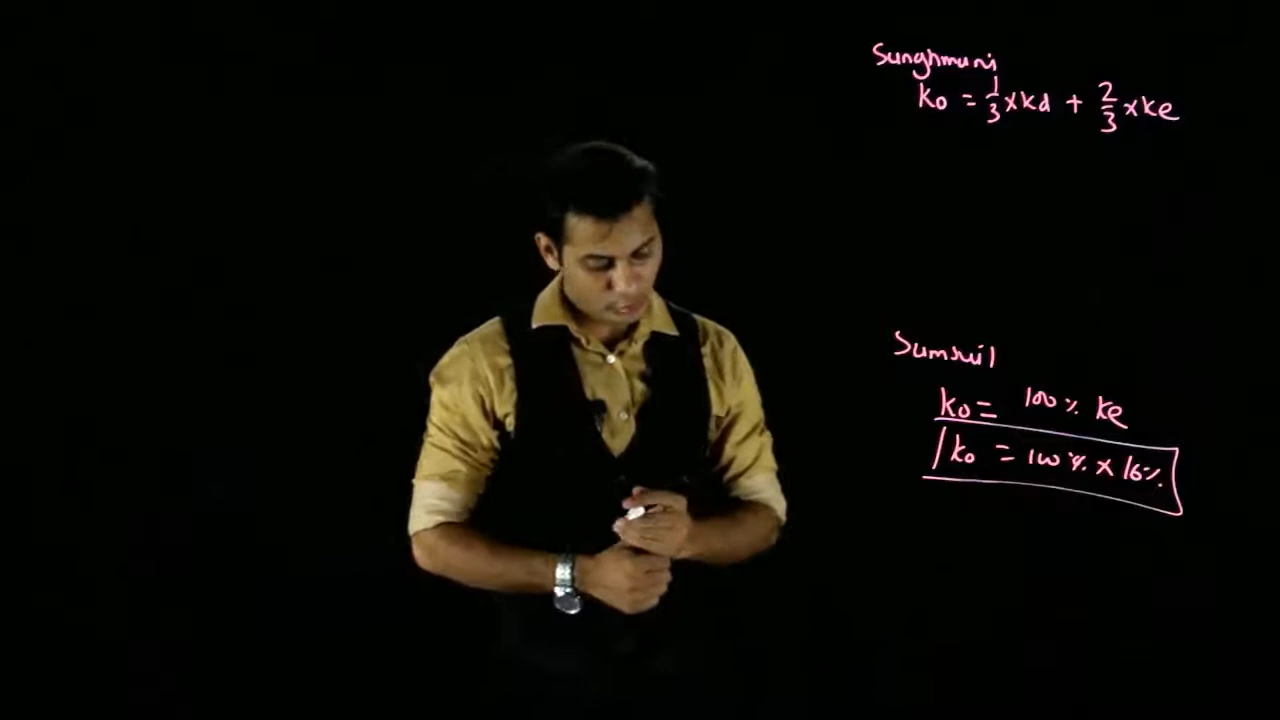 Sunghmuni
ko = 1/3 x kd + 2/3 x ke
Sumsuil
ko = 100% ke
ko = 100% x 16%